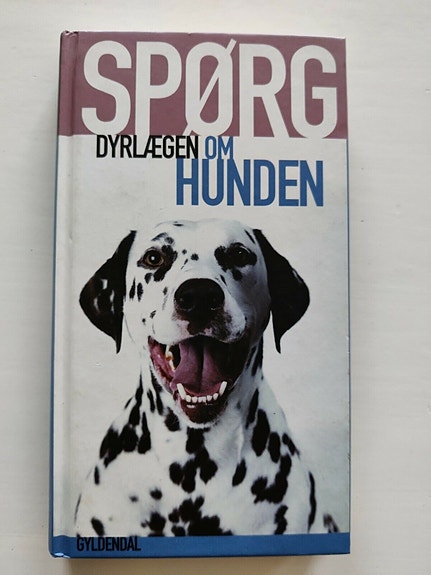 SPØRG
DYRLÆGEN OM
HUNDEN
GYLDENDAL